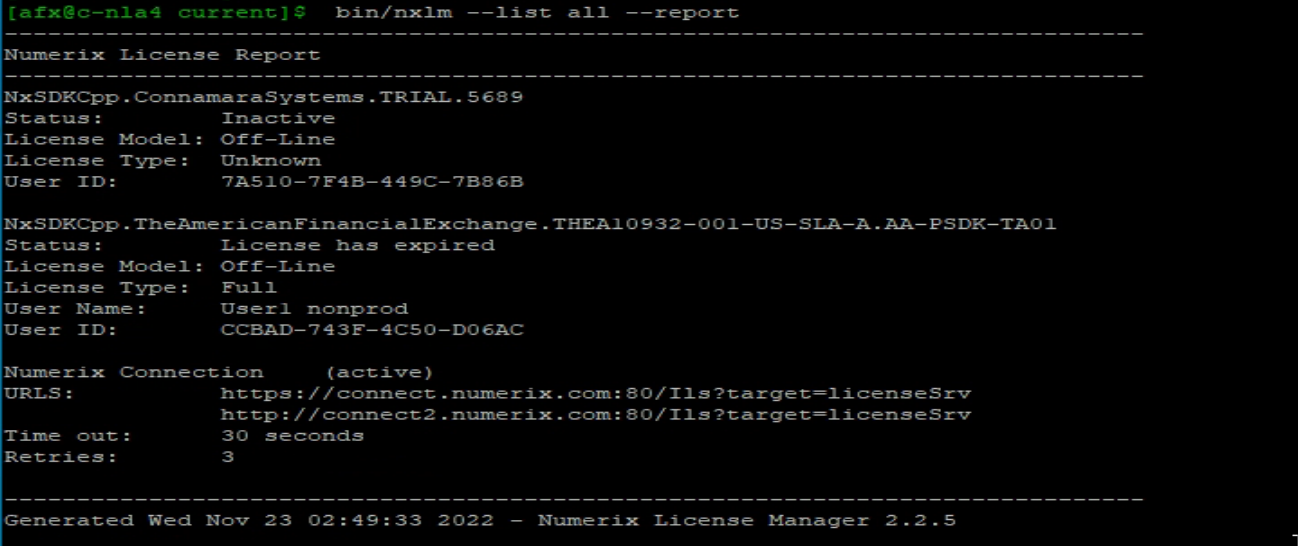 [afx@c-nla4 current]$ bin/nxlm --list all --report
--------------------------------------------------------------------------------
Numerix License Report
--------------------------------------------------------------------------------
NxSDKCpp.ConnamaraSystems.TRIAL.5689
Status: Inactive
License Model: Off-Line
License Type: Unknown
User ID: 7A510-7F4B-449C-7B86B
NxSDKCpp.TheAmericanFinancialExchange.THEA10932-001-US-SLA-A.AA-PSDK-TA01
Status: License has expired
License Model: Off-Line
License Type: Full
User Name: User1 nonprod
User ID: CCBAD-743F-4C50-D06AC
Numerix Connection (active)
URLS: https://connect.numerix.com:80/Ils?target=licenseSrv
http://connect2.numerix.com:80/Ils?target=licenseSrv
Time out: 30 seconds
Retries: 3
--------------------------------------------------------------------------------
Generated Wed Nov 23 02:49:33 2022 - Numerix License Manager 2.2.5